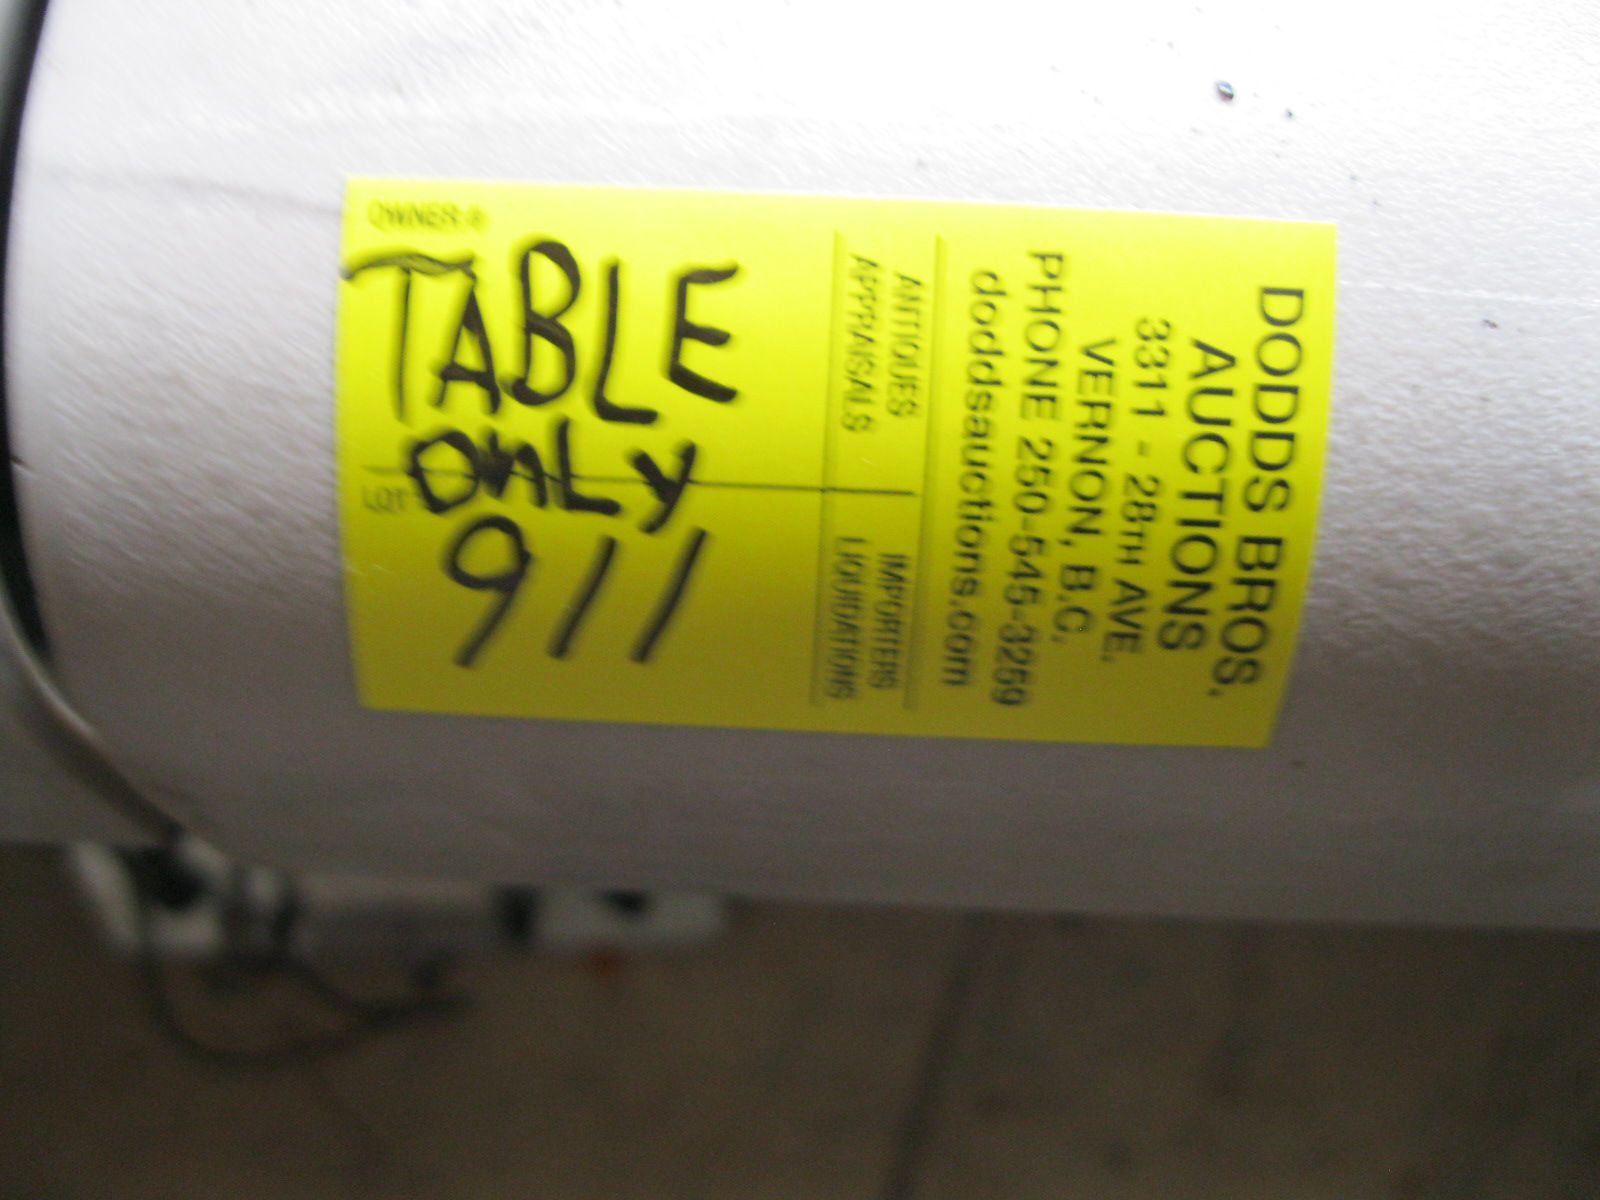 DODDS BROS.
AUCTIONS
3311 - 28TH AVE.
VERNON, B.C.
PHONE 250-545-3259
doddsauctions.com
ANTIQUES
APPRAISALS
IMPORTERS
LIQUIDATIONS
OWNER #
TABLE
ONLY
LOT
911